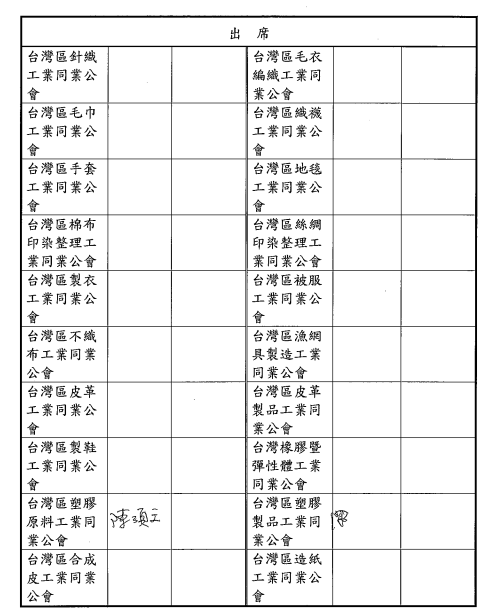 出席
台灣區針織
工業同業公
會
台灣區毛衣
編織工業同
業公會
台灣區毛巾
工業同業公
會
台灣區織襪
工業同業公
會
台灣區手套
工業同業公
會
台灣區地毯
工業同業公
會
台灣區棉布
印染整理工
業同業公會
台灣區絲綢
印染整理工
業同業公會
台灣區製衣
工業同業公
會
台灣區被服
工業同業公
會
台灣區不織
布工業同業
公會
台灣區漁網
具製造工業
同業公會
台灣區皮革
工業同業公
會
台灣區皮革
製品工業同
業公會
台灣區製鞋
工業同業公
會
台灣橡膠暨
彈性體工業
同業公會
台灣區塑膠
原料工業同
業公會
台灣區塑膠
製品工業同
業公會
台灣區合成
皮工業同業
公會
台灣區造紙
工業同業公
會